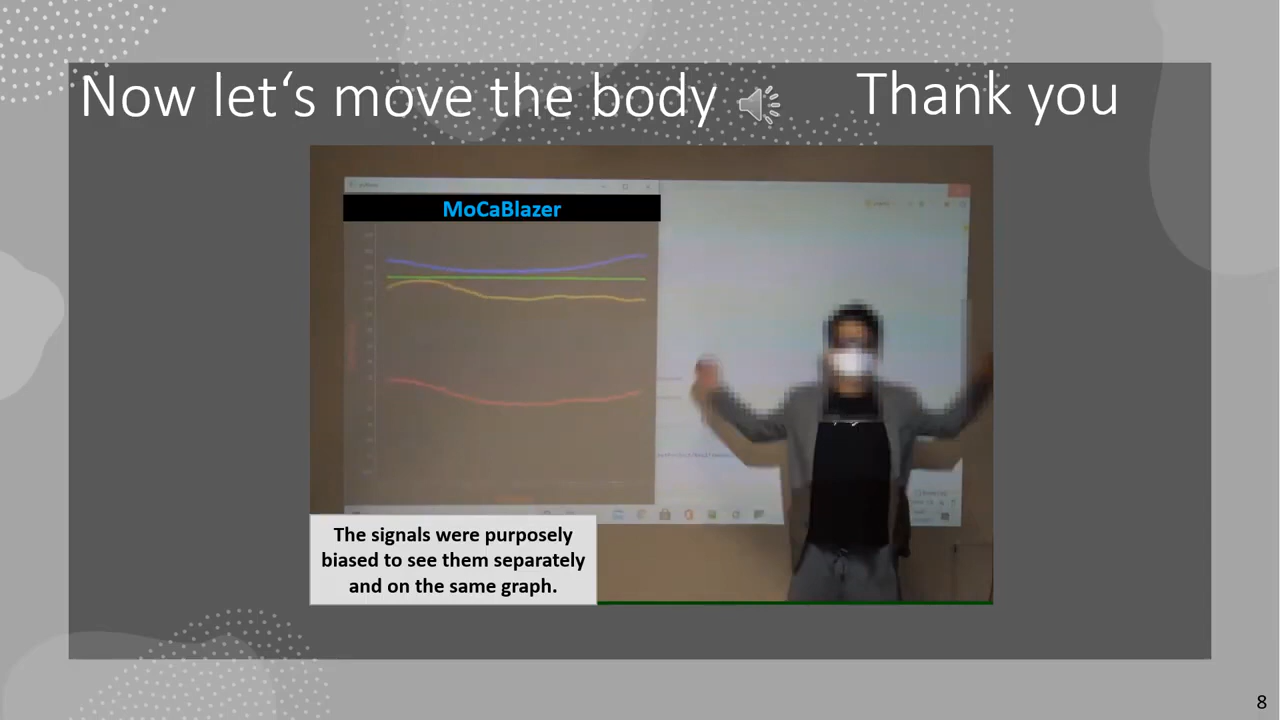 Now let‘s move the body
Thank you
MoCaBlazer
The signals were purposely
biased to see them separately
and on the same graph.
8